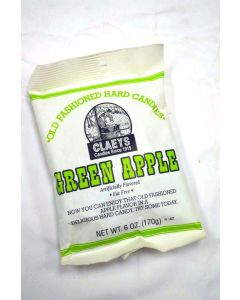 •OLD FASHIONED HARD CANDIES•
CLAEYS
Candies Since 1919
GREEN APPLE
Artificially Flavored
• Fat Free •
NOW YOU CAN ENJOY THAT OLD FASHIONED
APPLE FLAVOR IN A
DELICIOUS HARD CANDY. TRY SOME TODAY.
NET WT. 6 OZ. (170g)